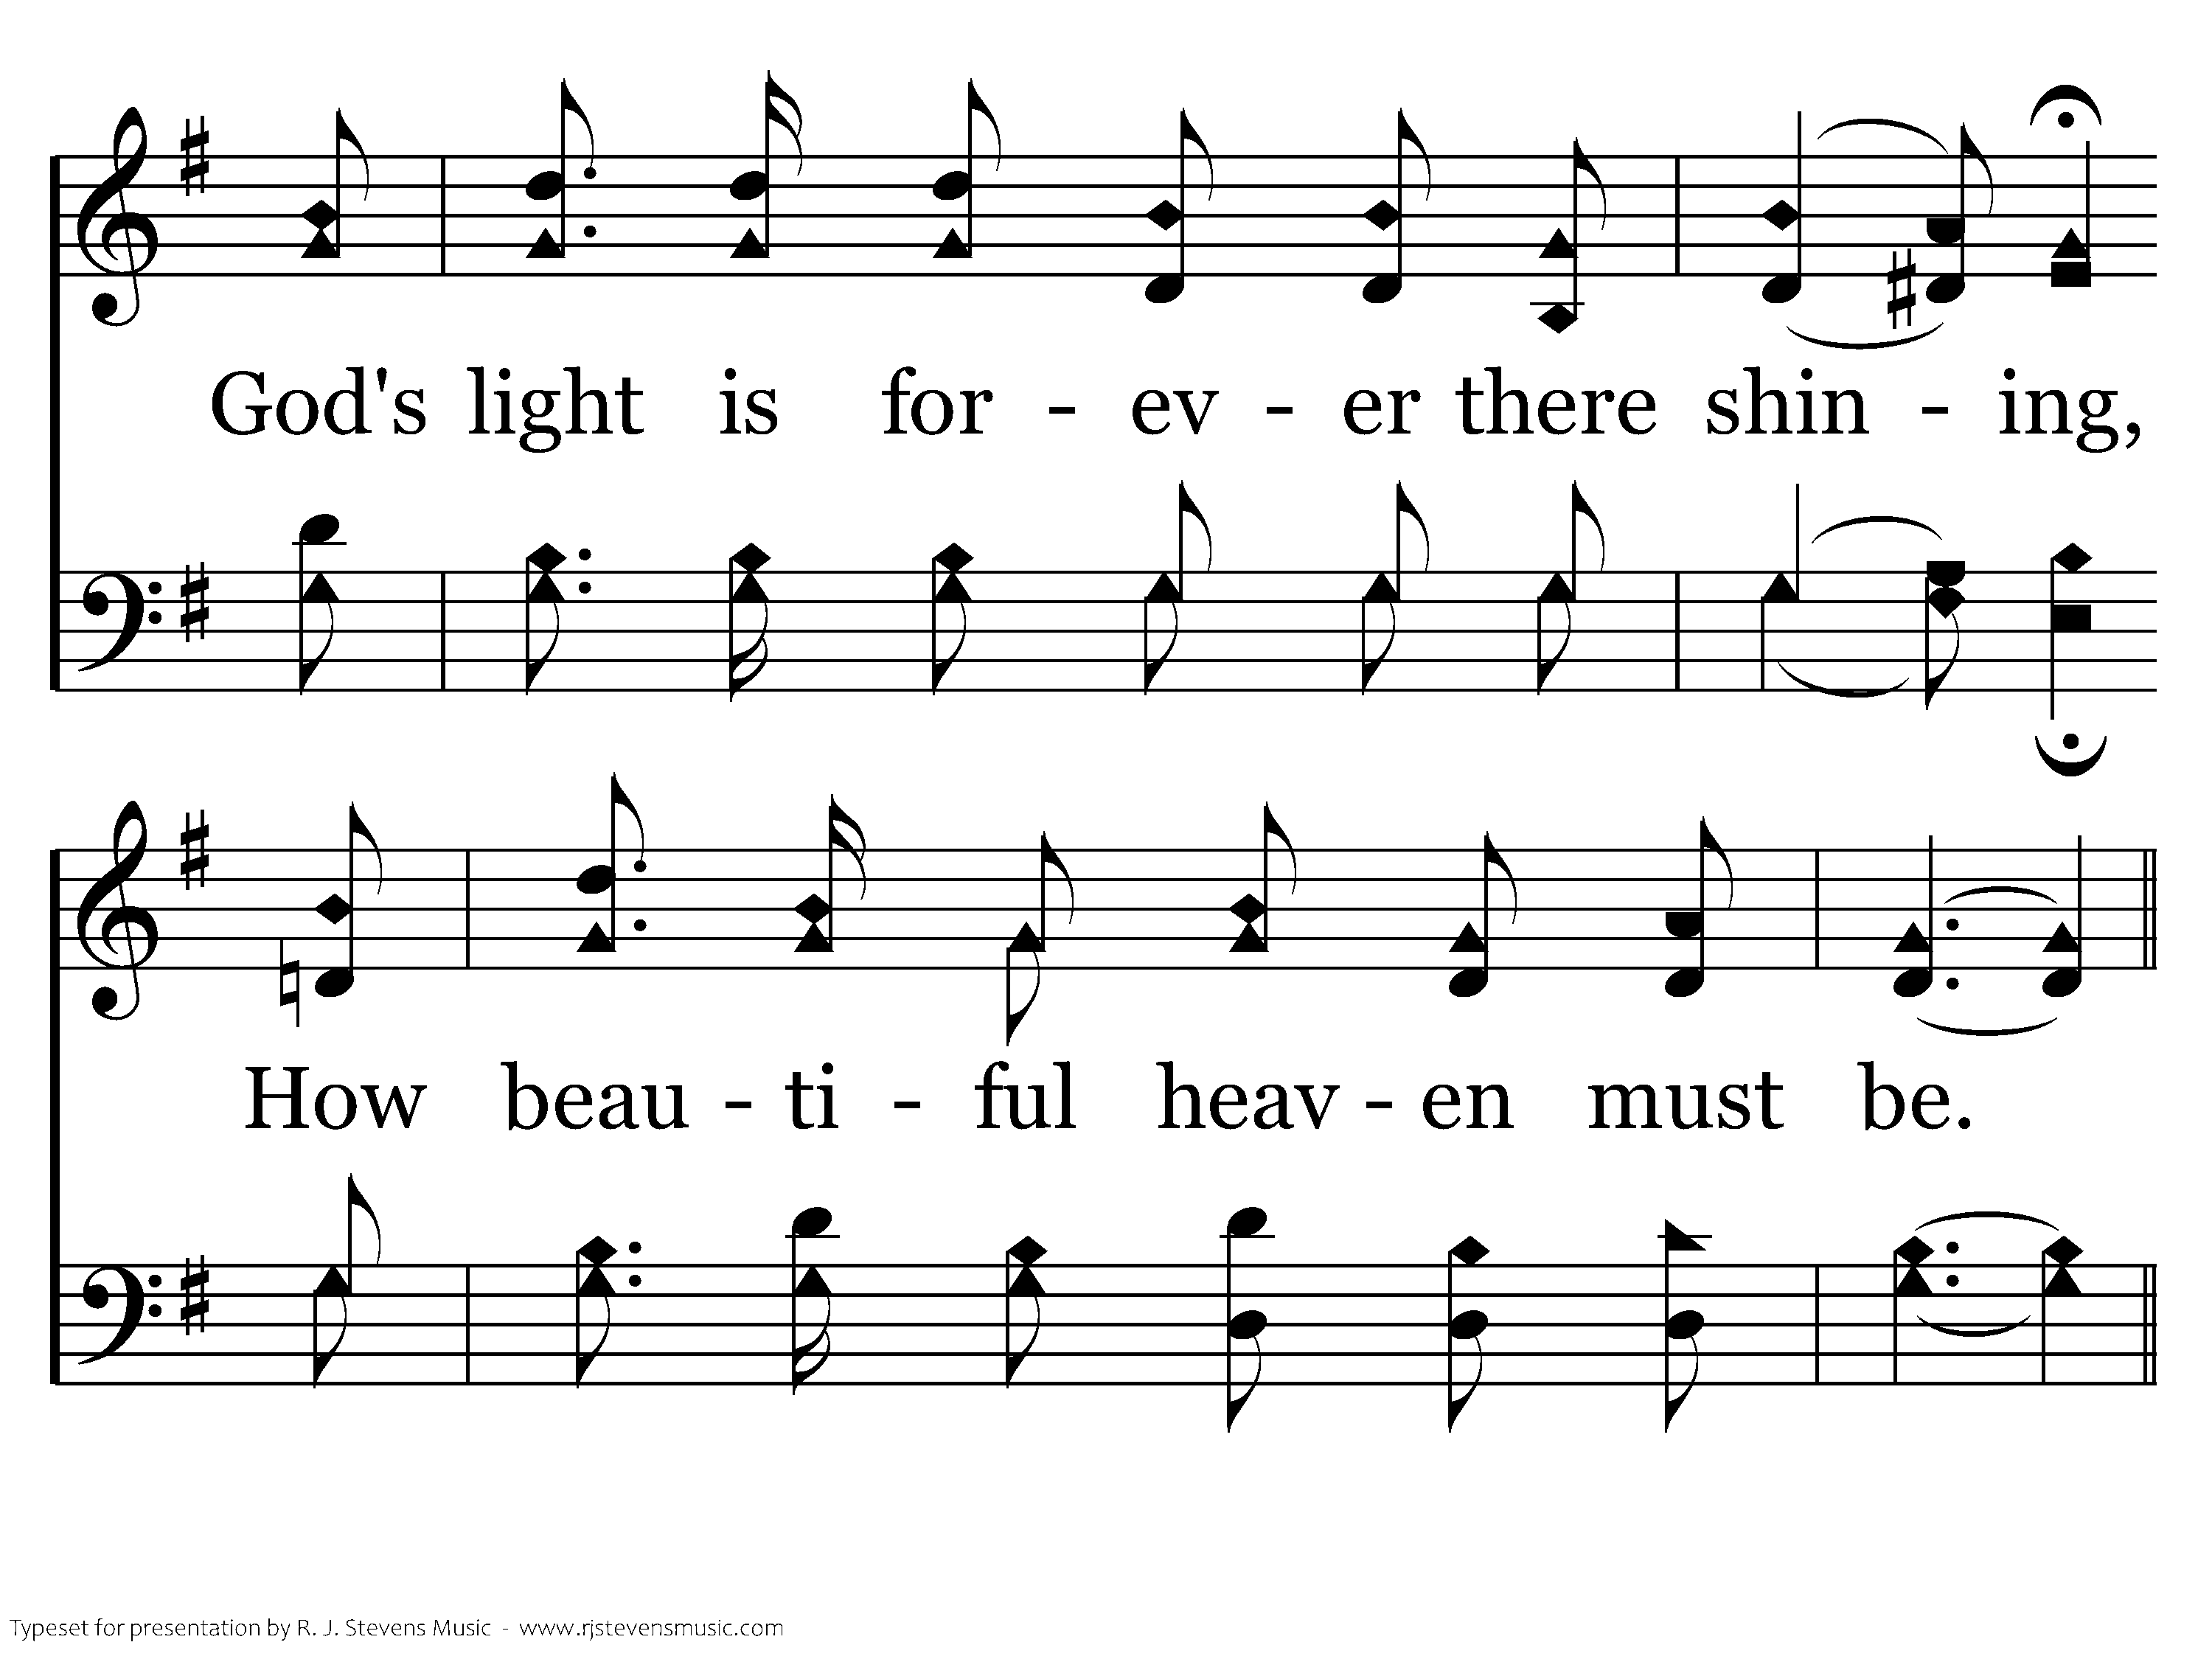 God's light is for - ev - er there shin - ing,
How beau - ti - ful heav - en must be.
Typeset for presentation by R. J. Stevens Music - www.rjstevensmusic.com